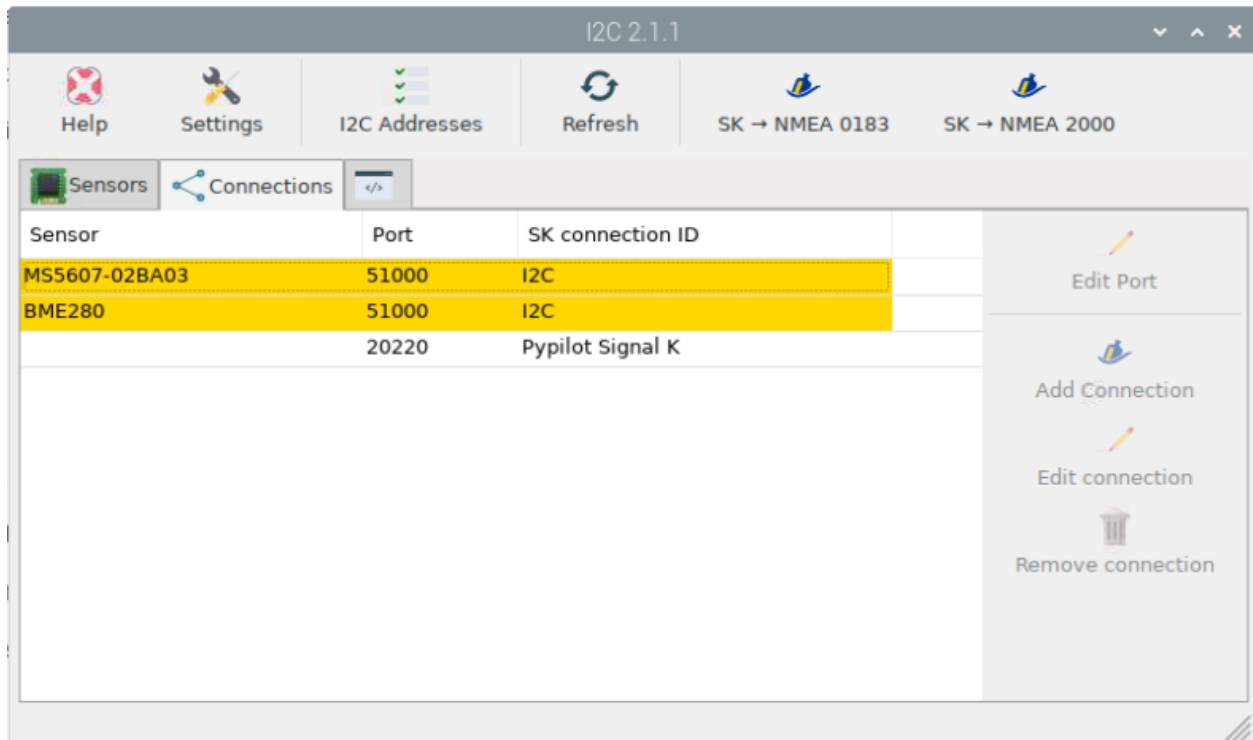 I2C 2.1.1
Help Settings I2C Addresses Refresh SK → NMEA 0183 SK → NMEA 2000
Sensors Connections </>
Sensor Port SK connection ID
MS5607-02BA03 51000 I2C
BME280 51000 I2C
20220 Pypilot Signal K
Edit Port
Add Connection
Edit connection
Remove connection